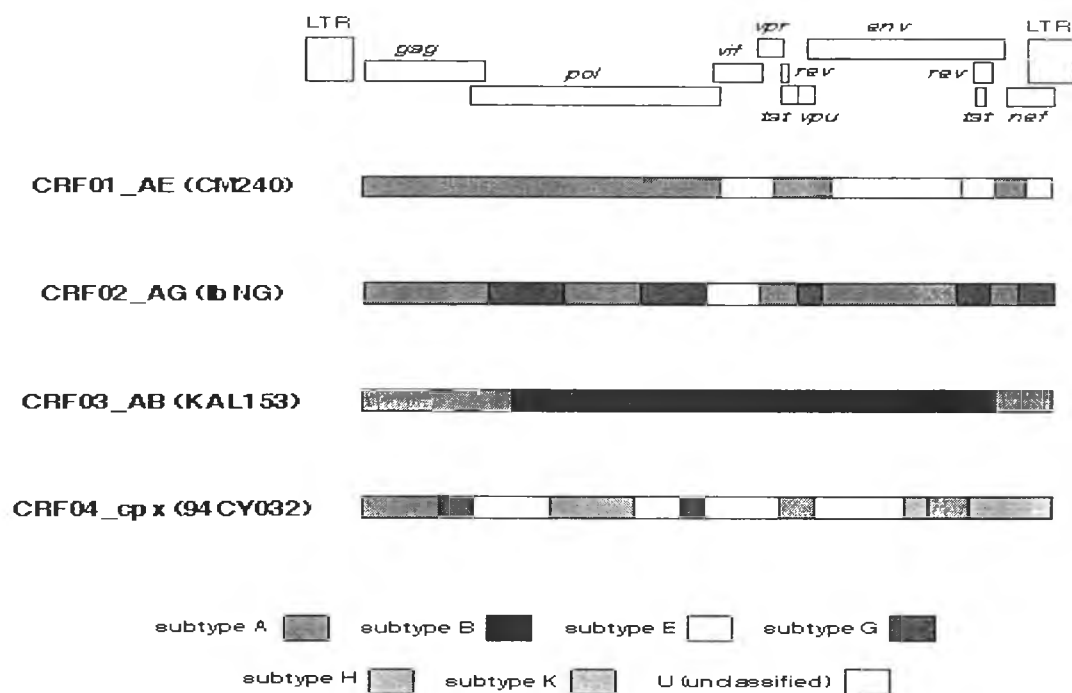 LTR vpr env LTR
gag vif rev rev
pol tat vpu tat nef
CRF01_AE (CM240)
CRF02_AG (IbNG)
CRF03_AB (KAL153)
CRF04_cpx (94CY032)
subtype A subtype B subtype E subtype G
subtype H subtype K U (unclassified)